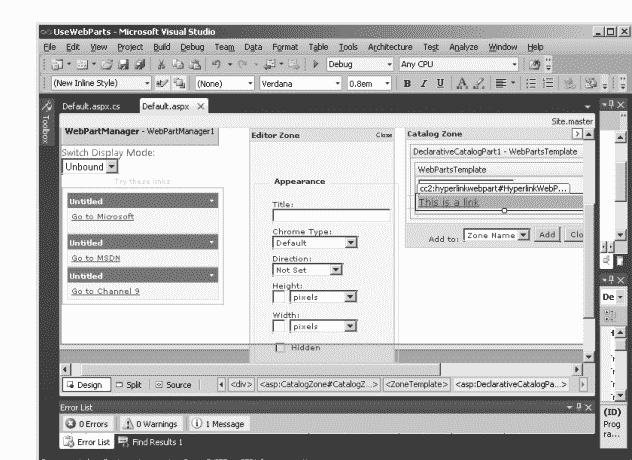 UseWebParts - Microsoft Visual Studio
File Edit View Project Build Debug Team Data Format Table Tools Architecture Test Analyze Window Help
Debug Any CPU
(New Inline Style) (None) Verdana 0.8em B I U A
Default.aspx.cs Default.aspx
Toolbox
Site.master
WebPartManager - WebPartManager1
Switch Display Mode:
Unbound
Try these links
Untitled
Go to Microsoft
Untitled
Go to MSDN
Untitled
Go to Channel 9
Editor Zone Close
Appearance
Title:
Chrome Type:
Default
Direction:
Not Set
Height:
pixels
Width:
pixels
Hidden
Catalog Zone
DeclarativeCatalogPart1 - WebPartsTemplate
WebPartsTemplate
cc2:hyperlinkwebpart#HyperLinkWebP...
This is a link
Add to: Zone Name Add Clo
De
(ID)
Prog
ra...
Design Split Source <div> <asp:CatalogZone#CatalogZ...> <ZoneTemplate> <asp:DeclarativeCatalogPa...>
Error List
0 Errors 0 Warnings 1 Message
Error List Find Results 1